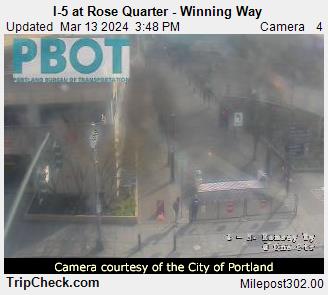 I-5 at Rose Quarter - Winning Way
Updated Mar 13 2024 3:48 PM Camera 4
PBOT
PORTLAND BUREAU OF TRANSPORTATION
Camera courtesy of the City of Portland
TripCheck.com Milepost302.00